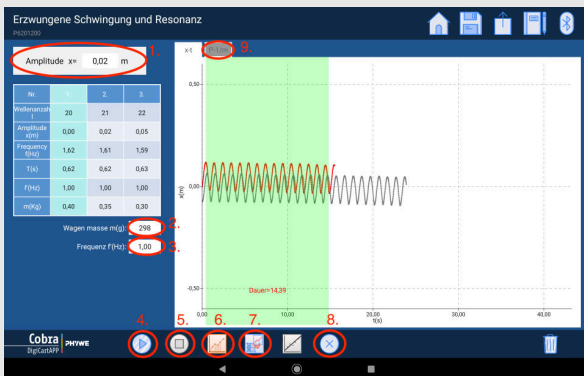 Erzwungene Schwingung und Resonanz
P6201200
Amplitude x= 0,02 m
1.
x-t
9.
Nr. 1. 2. 3.
Wellenanzahl 20 21 22
Amplitude x(m) 0,00 0,02 0,05
Frequency f(Hz) 1,62 1,61 1,59
T(s) 0,62 0,62 0,63
f'(Hz) 1,00 1,00 1,00
m(Kg) 0,40 0,35 0,30
Wagen masse m(g): 298 2.
Frequenz f'(Hz): 1,00 3.
0,50
0,00
-0,50
x(m)
Dauer=14,39
0,00 10,00 20,00 30,00 40,00
t(s)
4. 5. 6. 7. 8.
Cobra
DigiCartAPP
PHYWE